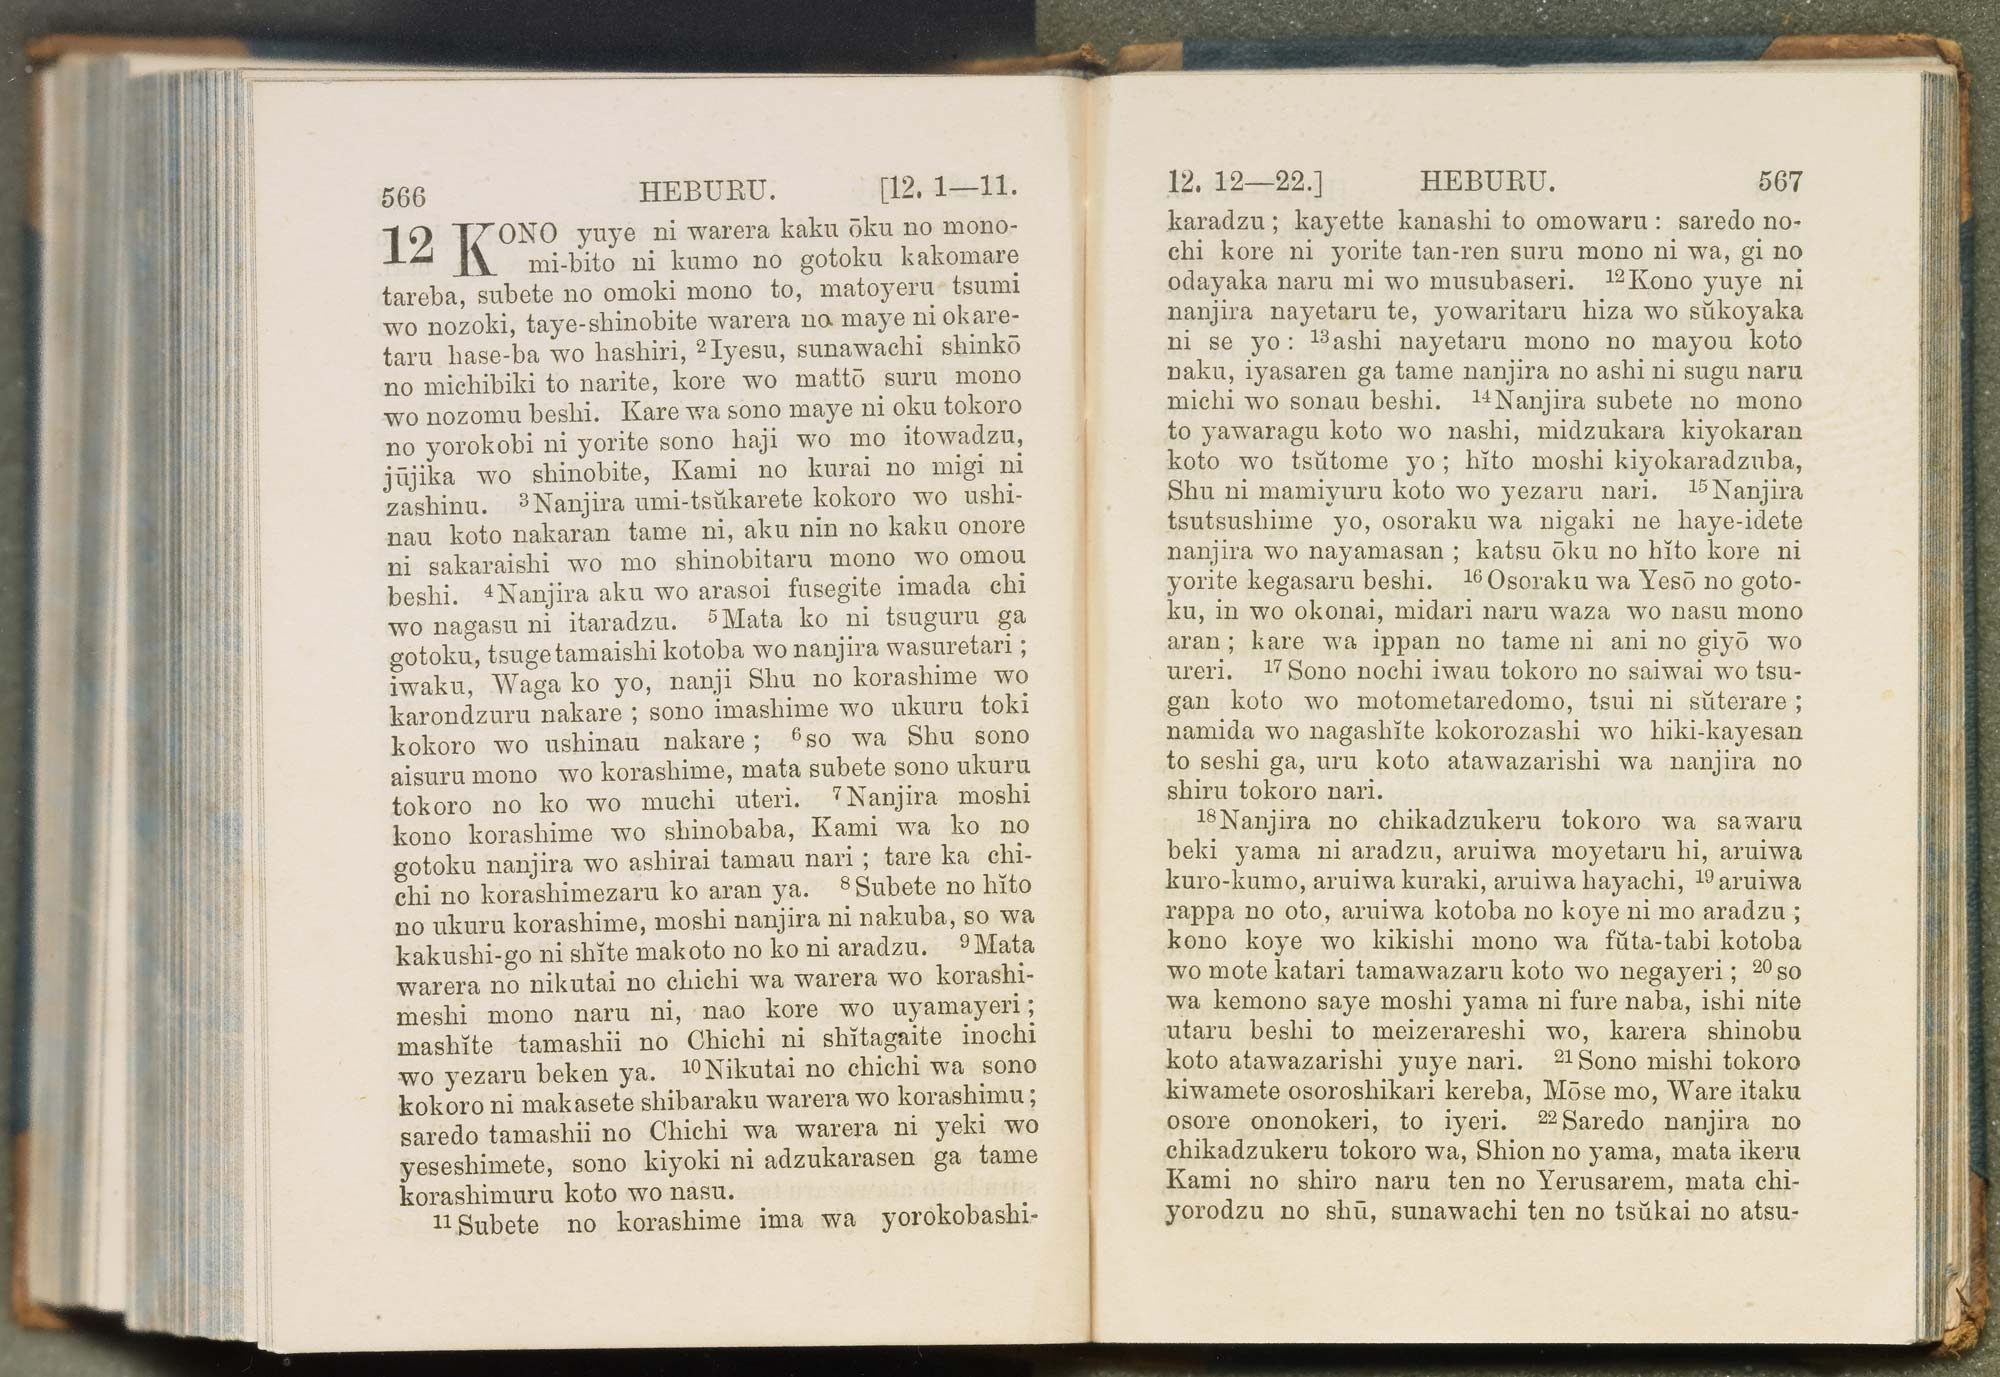 566 HEBURU. [12. 1—11.
12 KONO yuye ni warera kaku ōku no mono-
mi-bito ni kumo no gotoku kakomare
tareba, subete no omoki mono to, matoyeru tsumi
wo nozoki, taye-shinobite warera no maye ni okare-
taru hase-ba wo hashiri, 2 Iyesu, sunawachi shinkō
no michibiki to narite, kore wo mattō suru mono
wo nozomu beshi. Kare wa sono maye ni oku tokoro
no yorokobi ni yorite sono haji wo mo itowadzu,
jūjika wo shinobite, Kami no kurai no migi ni
zashinu. 3 Nanjira umi-tsŭkarete kokoro wo ushi-
nau koto nakaran tame ni, aku nin no kaku onore
ni sakaraishi wo mo shinobitaru mono wo omou
beshi. 4 Nanjira aku wo arasoi fusegite imada chi
wo nagasu ni itaradzu. 5 Mata ko ni tsuguru ga
gotoku, tsuge tamaishi kotoba wo nanjira wasuretari ;
iwaku, Waga ko yo, nanji Shu no korashime wo
karondzuru nakare ; sono imashime wo ukuru toki
kokoro wo ushinau nakare ; 6 so wa Shu sono
aisuru mono wo korashime, mata subete sono ukuru
tokoro no ko wo muchi uteri. 7 Nanjira moshi
kono korashime wo shinobaba, Kami wa ko no
gotoku nanjira wo ashirai tamau nari ; tare ka chi-
chi no korashimezaru ko aran ya. 8 Subete no hĭto
no ukuru korashime, moshi nanjira ni nakuba, so wa
kakushi-go ni shĭte makoto no ko ni aradzu. 9 Mata
warera no nikutai no chichi wa warera wo korashi-
meshi mono naru ni, nao kore wo uyamayeri ;
mashĭte tamashii no Chichi ni shĭtagaite inochi
wo yezaru beken ya. 10 Nikutai no chichi wa sono
kokoro ni makasete shibaraku warera wo korashimu ;
saredo tamashii no Chichi wa warera ni yeki wo
yeseshimete, sono kiyoki ni adzukarasen ga tame
korashimuru koto wo nasu.
11 Subete no korashime ima wa yorokobashi-
12. 12—22.] HEBURU. 567
karadzu ; kayette kanashi to omowaru : saredo no-
chi kore ni yorite tan-ren suru mono ni wa, gi no
odayaka naru mi wo musubaseri. 12 Kono yuye ni
nanjira nayetaru te, yowaritaru hiza wo sŭkoyaka
ni se yo : 13 ashi nayetaru mono no mayou koto
naku, iyasaren ga tame nanjira no ashi ni sugu naru
michi wo sonau beshi. 14 Nanjira subete no mono
to yawaragu koto wo nashi, midzukara kiyokaran
koto wo tsŭtome yo ; hĭto moshi kiyokaradzuba,
Shu ni mamiyuru koto wo yezaru nari. 15 Nanjira
tsutsushime yo, osoraku wa nigaki ne haye-idete
nanjira wo nayamasan ; katsu ōku no hĭto kore ni
yorite kegasaru beshi. 16 Osoraku wa Yesō no goto-
ku, in wo okonai, midari naru waza wo nasu mono
aran ; kare wa ippan no tame ni ani no giyō wo
ureri. 17 Sono nochi iwau tokoro no saiwai wo tsu-
gan koto wo motometaredomo, tsui ni sŭterare ;
namida wo nagashĭte kokorozashi wo hiki-kayesan
to seshi ga, uru koto atawazarishi wa nanjira no
shiru tokoro nari.
18 Nanjira no chikadzukeru tokoro wa sawaru
beki yama ni aradzu, aruiwa moyetaru hi, aruiwa
kuro-kumo, aruiwa kuraki, aruiwa hayachi, 19 aruiwa
rappa no oto, aruiwa kotoba no koye ni mo aradzu ;
kono koye wo kikishi mono wa fŭta-tabi kotoba
wo mote katari tamawazaru koto wo negayeri ; 20 so
wa kemono saye moshi yama ni fure naba, ishi nite
utaru beshi to meizerareshi wo, karera shinobu
koto atawazarishi yuye nari. 21 Sono mishi tokoro
kiwamete osoroshikari kereba, Mōse mo, Ware itaku
osore ononokeri, to iyeri. 22 Saredo nanjira no
chikadzukeru tokoro wa, Shion no yama, mata ikeru
Kami no shiro naru ten no Yerusarem, mata chi-
yorodzu no shū, sunawachi ten no tsŭkai no atsu-